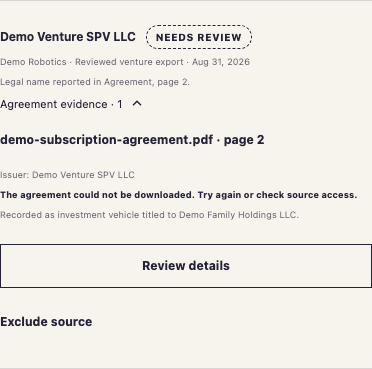 Demo Venture SPV LLC NEEDS REVIEW
Demo Robotics · Reviewed venture export · Aug 31, 2026
Legal name reported in Agreement, page 2.
Agreement evidence · 1
demo-subscription-agreement.pdf · page 2
Issuer: Demo Venture SPV LLC
The agreement could not be downloaded. Try again or check source access.
Recorded as investment vehicle titled to Demo Family Holdings LLC.
Review details
Exclude source